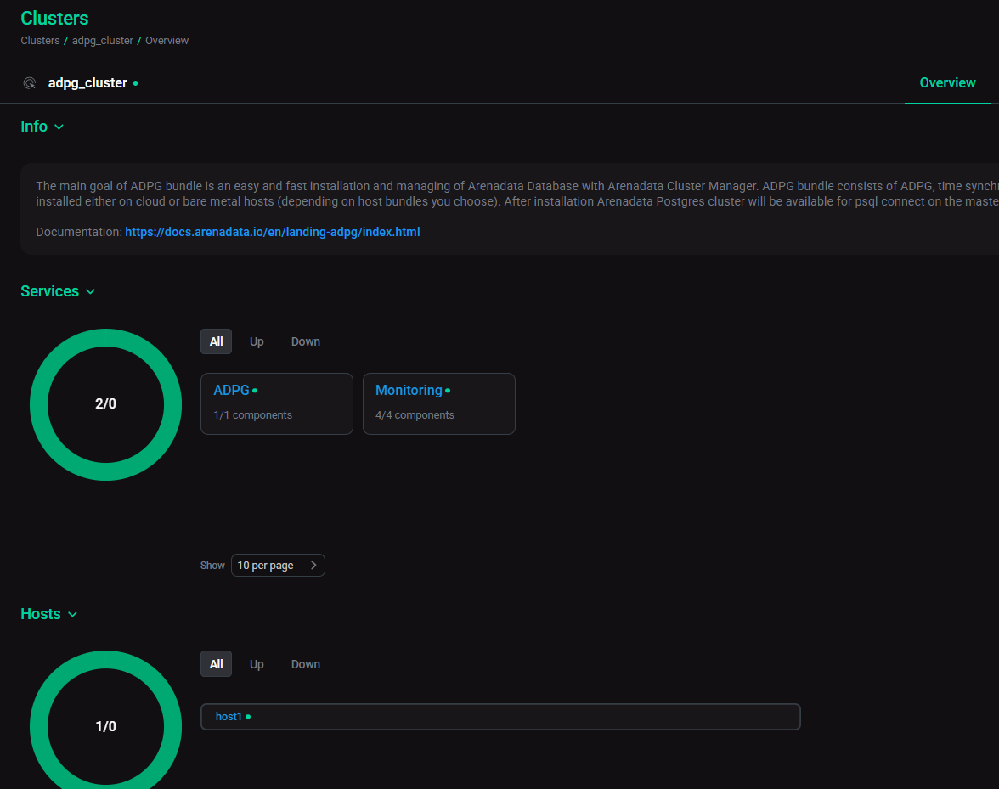 Clusters
Clusters / adpg_cluster / Overview
adpg_cluster
Overview
Info
The main goal of ADPG bundle is an easy and fast installation and managing of Arenadata Database with Arenadata Cluster Manager. ADPG bundle consists of ADPG, time
installed either on cloud or bare metal hosts (depending on host bundles you choose). After installation Arenadata Postgres cluster will be available for psql connect on the
Documentation: https://docs.arenadata.io/en/landing-adpg/index.html
Services
All Up Down
2/0
ADPG Monitoring
1/1 components 4/4 components
Show 10 per page
Hosts
All Up Down
1/0
host1